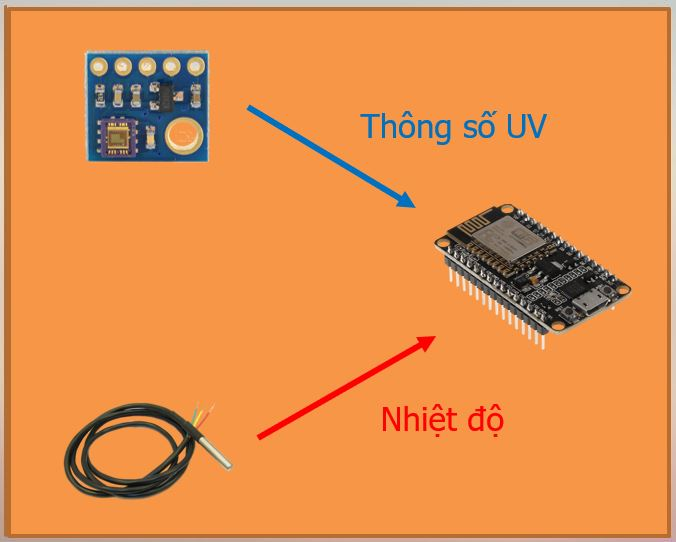 Thông số UV
Nhiệt độ